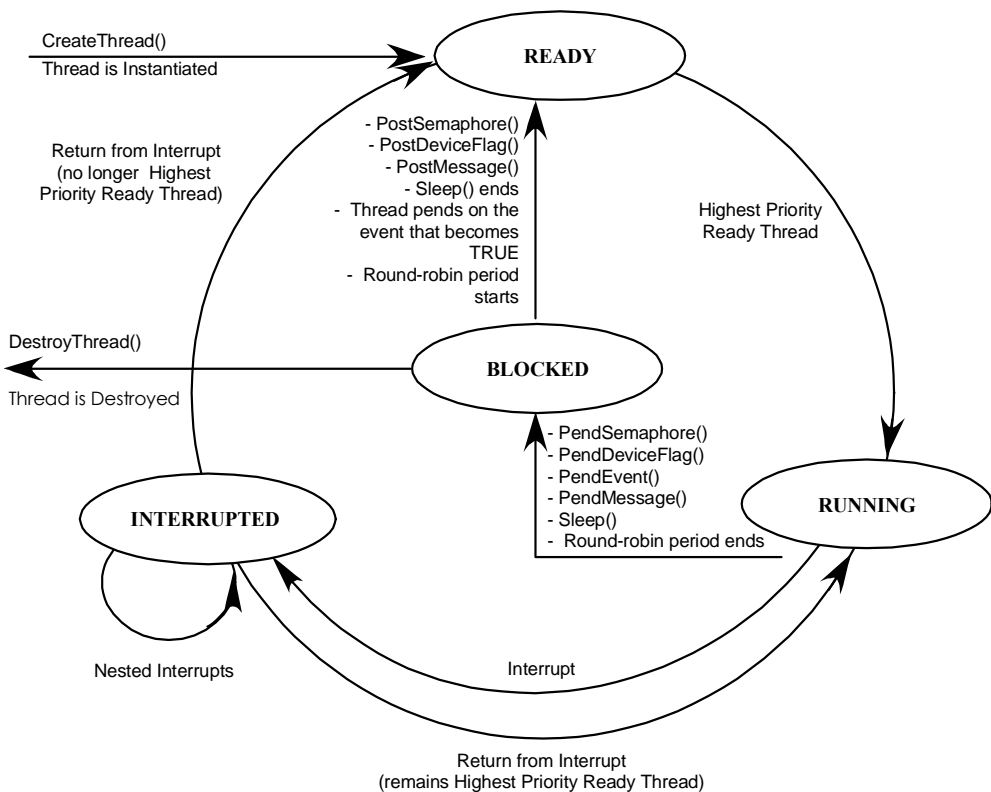 CreateThread()
Thread is Instantiated
READY
- PostSemaphore()
- PostDeviceFlag()
- PostMessage()
- Sleep() ends
- Thread pends on the
event that becomes
TRUE
- Round-robin period
starts
Return from Interrupt
(no longer Highest
Priority Ready Thread)
Highest Priority
Ready Thread
DestroyThread()
Thread is Destroyed
BLOCKED
- PendSemaphore()
- PendDeviceFlag()
- PendEvent()
- PendMessage()
- Sleep()
- Round-robin period ends
INTERRUPTED
RUNNING
Nested Interrupts
Interrupt
Return from Interrupt
(remains Highest Priority Ready Thread)